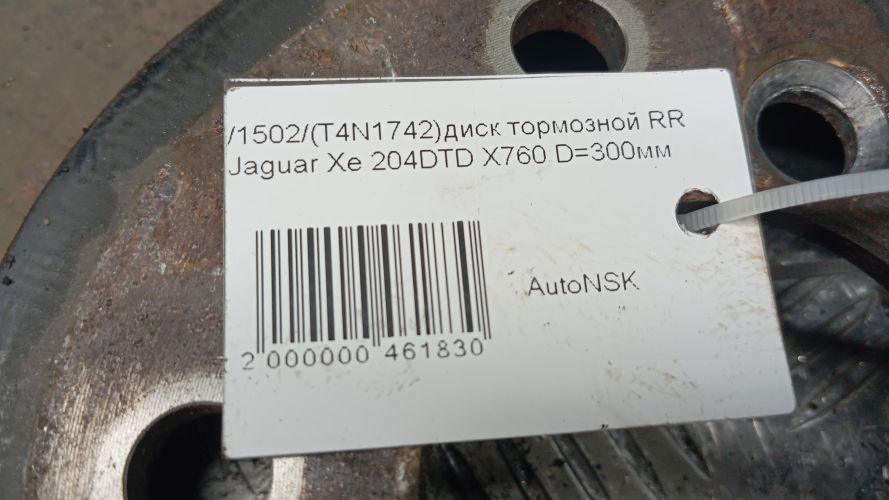 /1502/(T4N1742)диск тормозной RR
Jaguar Xe 204DTD X760 D=300мм
AutoNSK
2 000000 461830